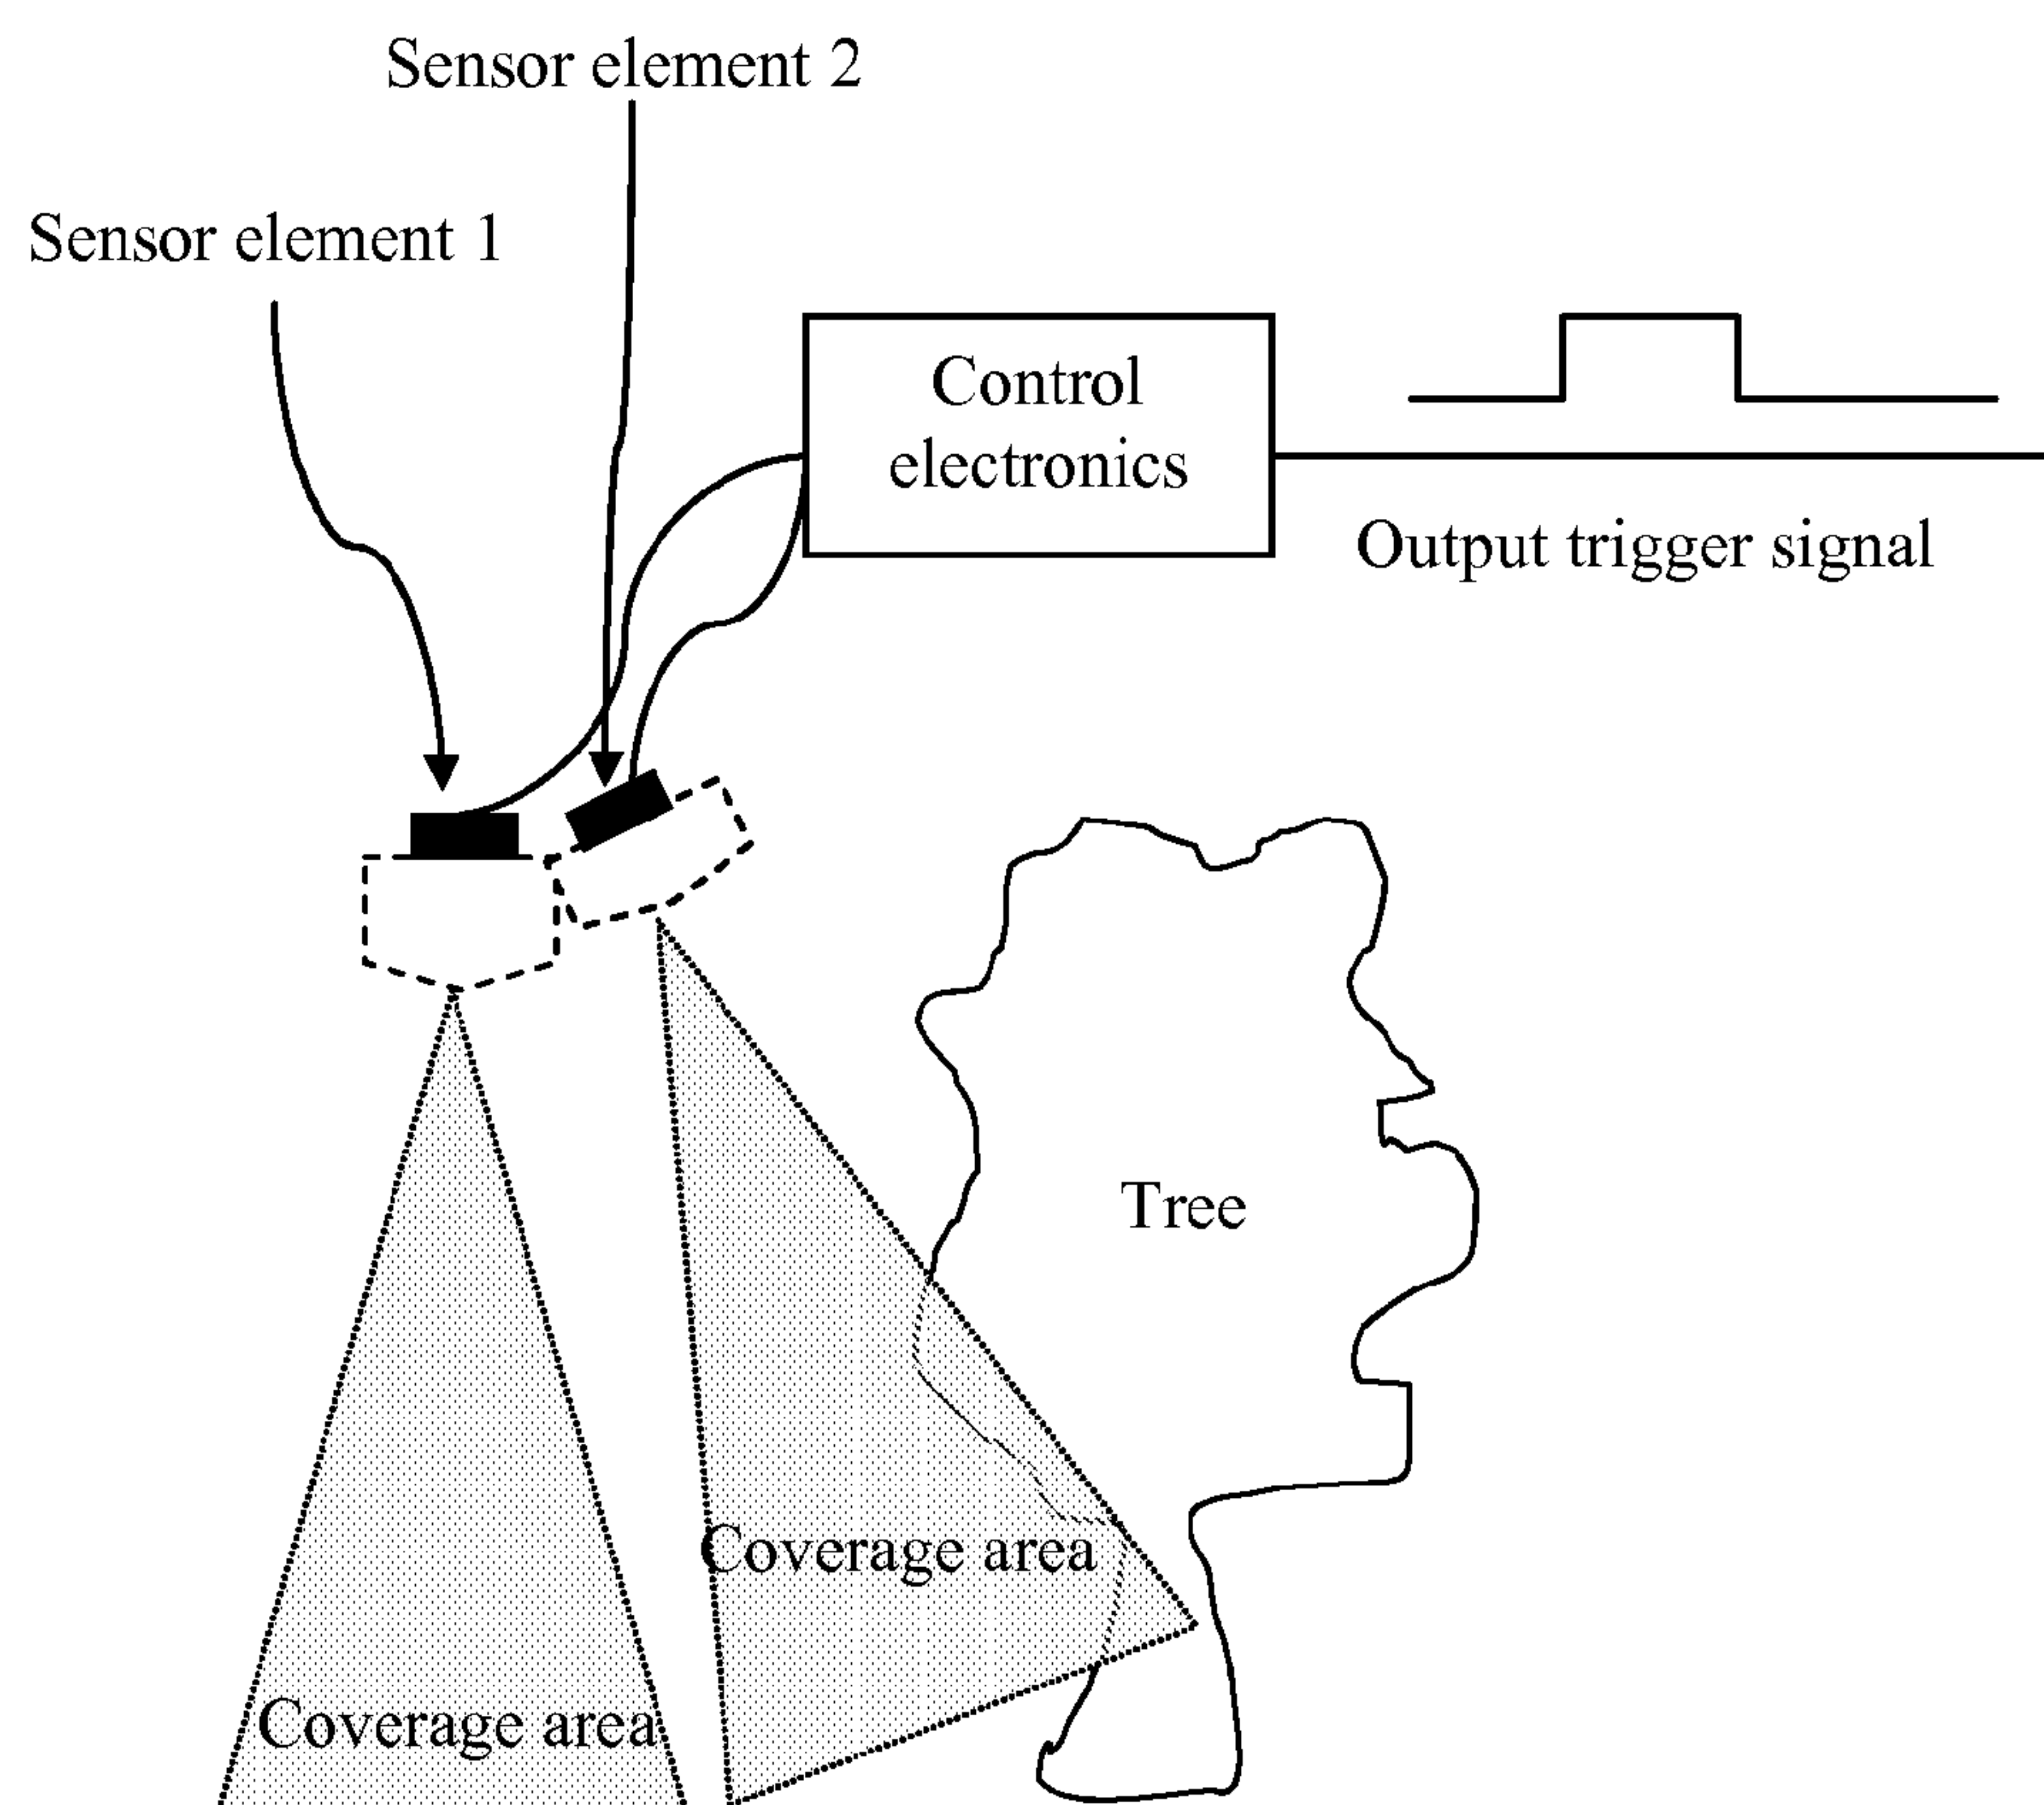 Sensor element 2
Sensor element 1
Control
electronics
Output trigger signal
Tree
Coverage area
Coverage area